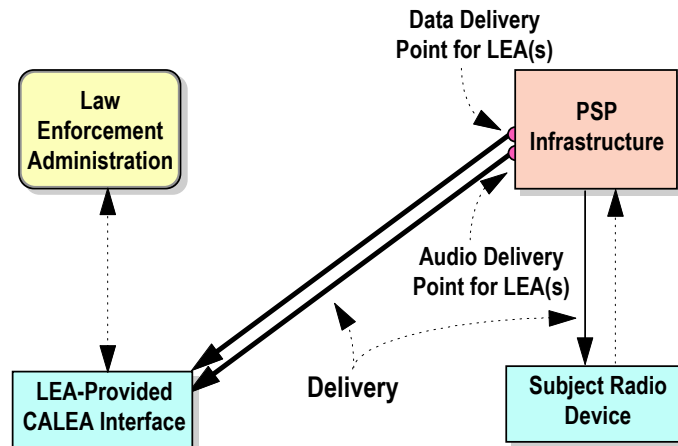 Data Delivery
Point for LEA(s)
Law
Enforcement
Administration
PSP
Infrastructure
Audio Delivery
Point for LEA(s)
LEA-Provided
CALEA Interface
Delivery
Subject Radio
Device